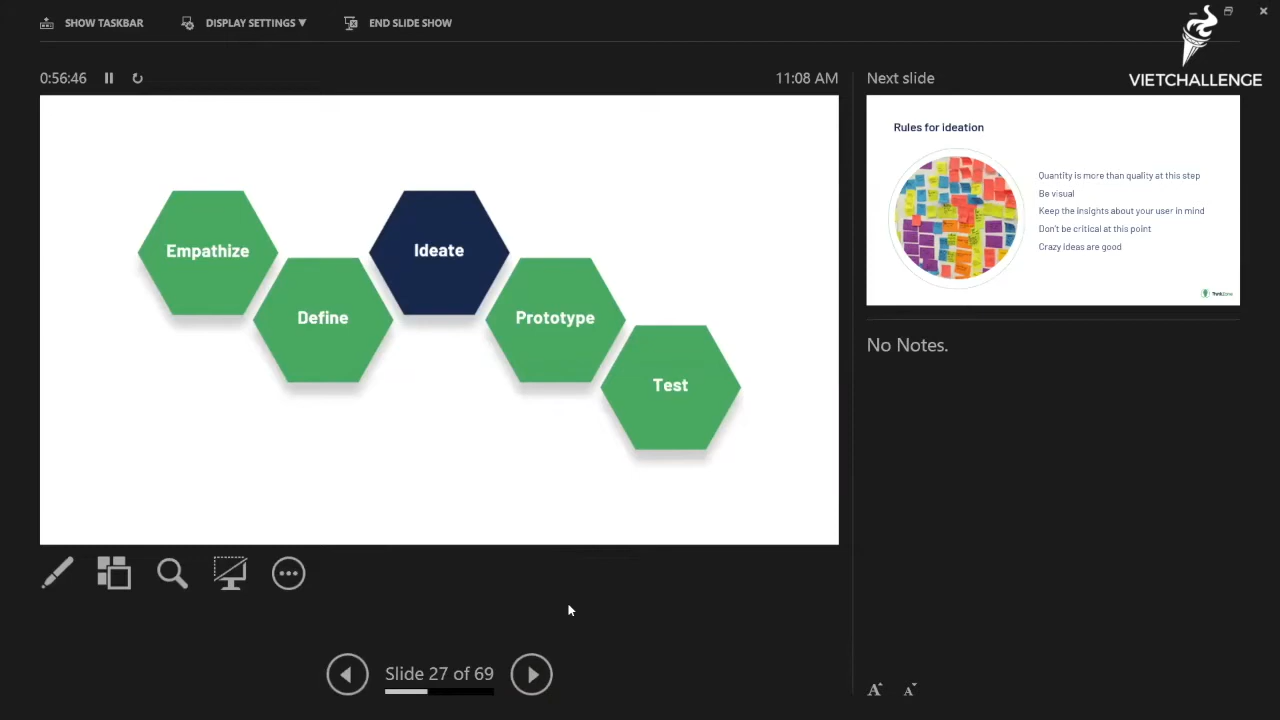 SHOW TASKBAR
DISPLAY SETTINGS ▼
END SLIDE SHOW
VIETCHALLENGE
0:56:46
11:08 AM
Next slide
Empathize
Define
Ideate
Prototype
Test
Rules for ideation
Quantity is more than quality at this step
Be visual
Keep the insights about your user in mind
Don't be critical at this point
Crazy ideas are good
No Notes.
Slide 27 of 69
A A